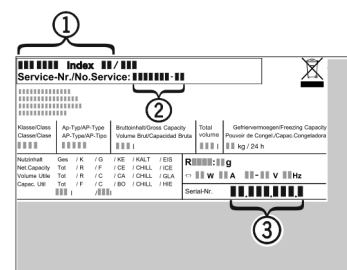 1
Index /
Service-Nr./No.Service: -
2
Klasse/Class Ap-Typ/AP-Type Bruttoinhalt/Gross Capacity Total Gefriervermoegen/Freezing Capacity
Classe/Classe AP-Type/AP-Tipo Volume Brut/Capacidad Bruta volume Pouvoir de Congel./Capac.Congeladora
l l kg / 24 h
Nutzinhalt Ges / K / G / KE / KALT / EIS
Net.Capacity Tot / R / F / CE / CHILL / ICE
Volume Utile Tot / R / C / CA / CHILL / GLA
Capac. Util Tot / F / C / BO / CHILL / HIE
l / l
R : g
W A - V Hz
Serial-Nr. . . .
3